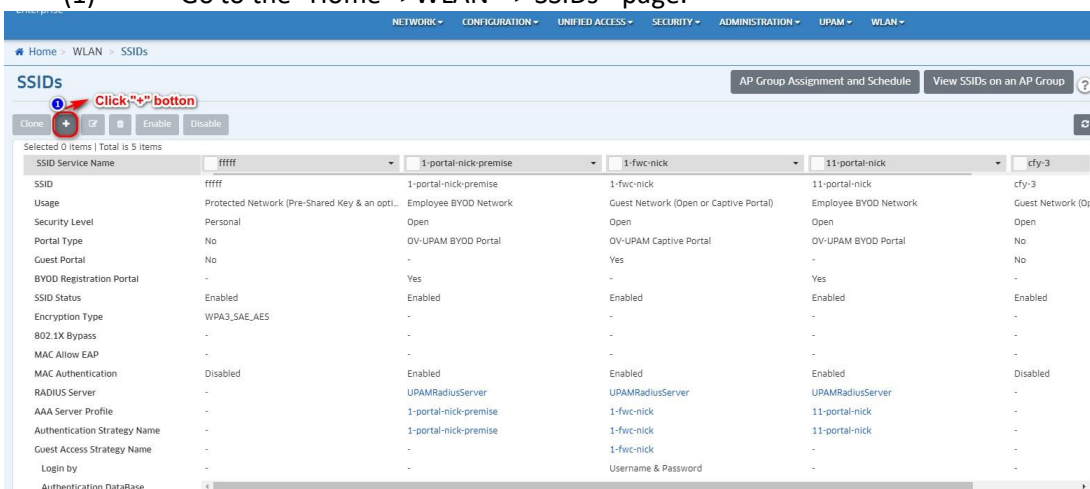 (1) Go to the "Home -> WLAN -> SSIDs" page.
Enterprise
NETWORK CONFIGURATION UNIFIED ACCESS SECURITY ADMINISTRATION UPAM WLAN
Home > WLAN > SSIDs
SSIDs AP Group Assignment and Schedule View SSIDs on an AP Group ?
1 Click "+" botton
Clone + Enable Disable
Selected 0 items | Total is 5 items
SSID Service Name fffff 1-portal-nick-premise 1-fwc-nick 11-portal-nick cfy-3
SSID fffff 1-portal-nick-premise 1-fwc-nick 11-portal-nick cfy-3
Usage Protected Network (Pre-Shared Key & an opti... Employee BYOD Network Guest Network (Open or Captive Portal) Employee BYOD Network Guest Network (Op
Security Level Personal Open Open Open Open
Portal Type No OV-UPAM BYOD Portal OV-UPAM Captive Portal OV-UPAM BYOD Portal No
Guest Portal No - Yes - No
BYOD Registration Portal - Yes - Yes -
SSID Status Enabled Enabled Enabled Enabled Enabled
Encryption Type WPA3_SAE_AES - - - -
802.1X Bypass - - - - -
MAC Allow EAP - - - - -
MAC Authentication Disabled Enabled Enabled Enabled Disabled
RADIUS Server - UPAMRadiusServer UPAMRadiusServer UPAMRadiusServer -
AAA Server Profile - 1-portal-nick-premise 1-fwc-nick 11-portal-nick -
Authentication Strategy Name - 1-portal-nick-premise 1-fwc-nick 11-portal-nick -
Guest Access Strategy Name - - 1-fwc-nick - -
Login by - - Username & Password - -
Authentication DataBase